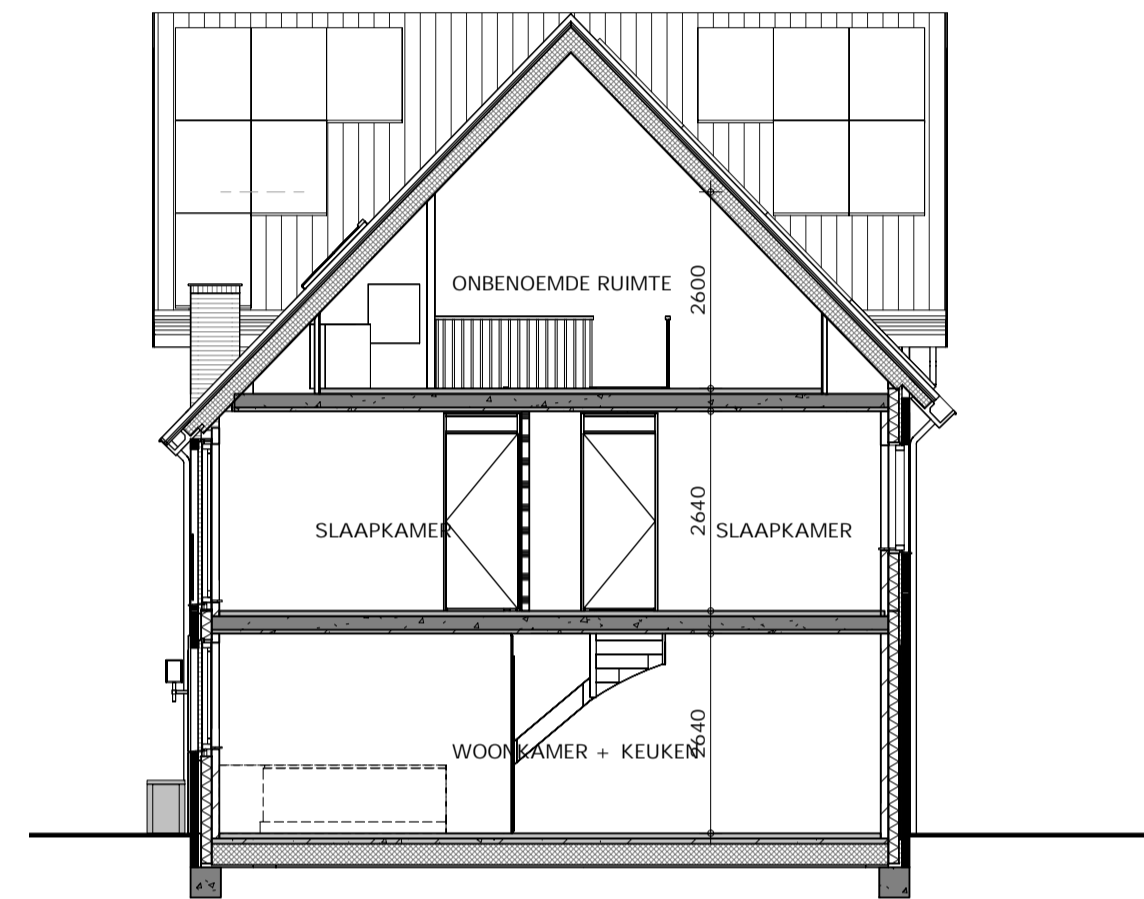 ONBENOEMDE RUIMTE
2600
SLAAPKAMER
2640
SLAAPKAMER
WOONKAMER + KEUKEN
2640